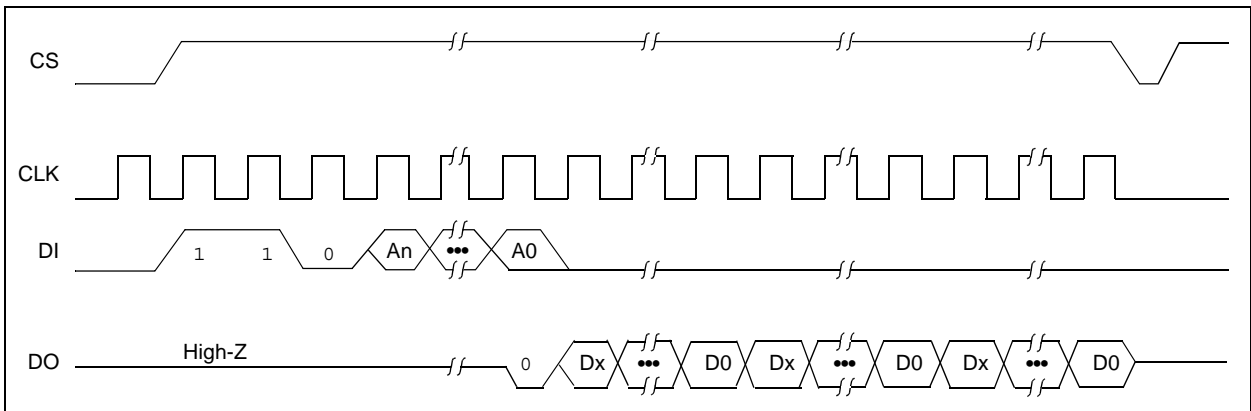 CS
CLK
DI 1 1 0 An ••• A0
High-Z
DO 0 Dx ••• D0 Dx ••• D0 Dx ••• D0